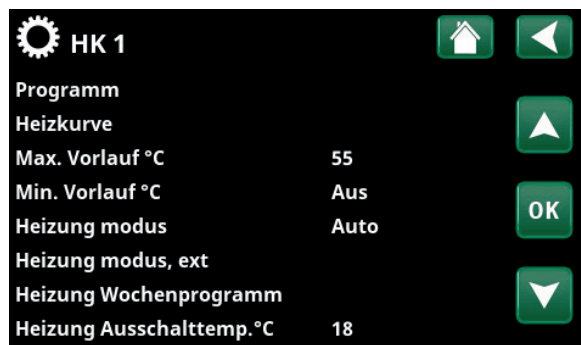 HK 1
Programm
Heizkurve
Max. Vorlauf °C 55
Min. Vorlauf °C Aus
Heizung modus Auto
OK
Heizung modus, ext
Heizung Wochenprogramm
Heizung Ausschalttemp.°C 18